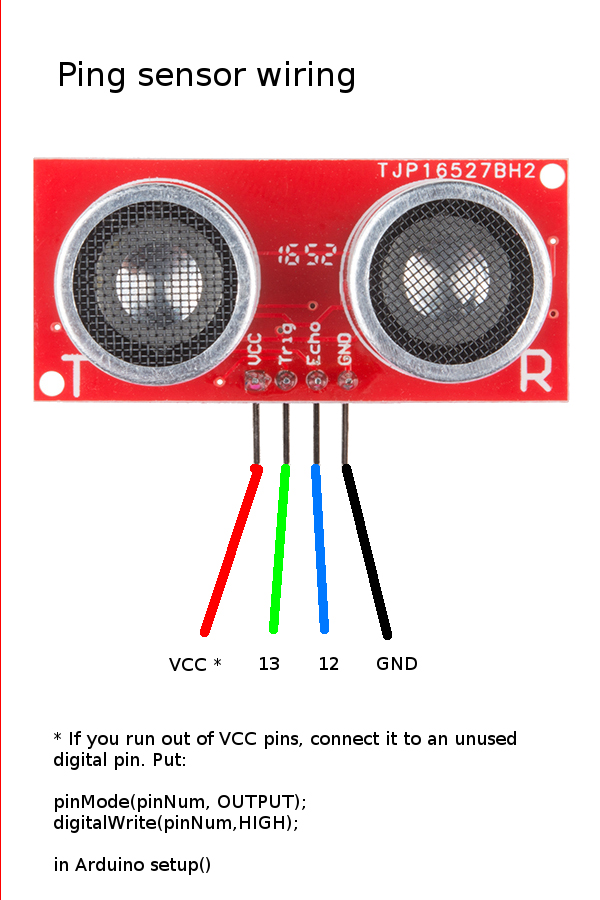 Ping sensor wiring
TJP16527BH2
1652
VCC Trig Echo GND
T R
VCC * 13 12 GND
* If you run out of VCC pins, connect it to an unused
digital pin. Put:
pinMode(pinNum, OUTPUT);
digitalWrite(pinNum,HIGH);
in Arduino setup()